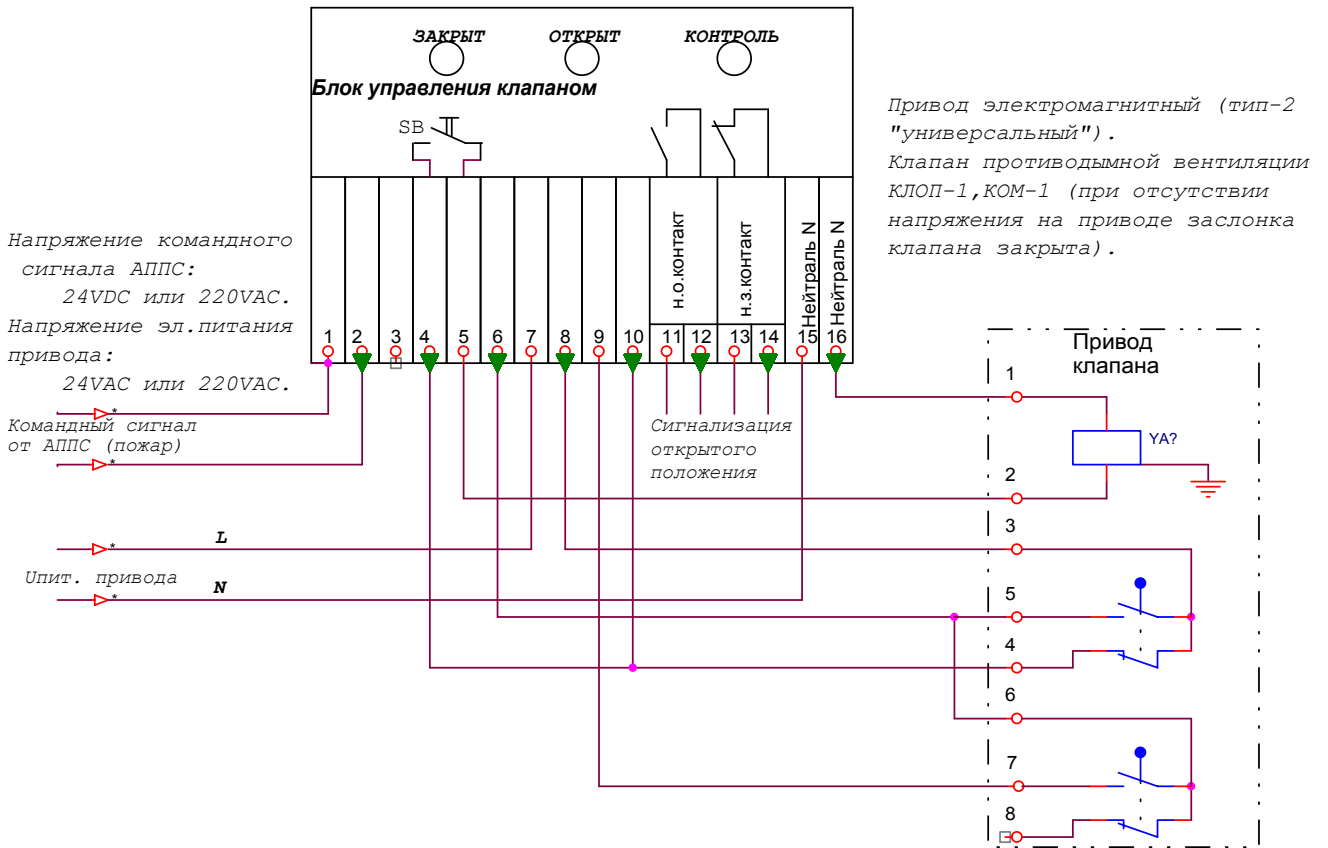 ЗАКРЫТ ОТКРЫТ КОНТРОЛЬ
Блок управления клапаном
SB
н.о.контакт
н.з.контакт
Нейтраль N
Нейтраль N
1 2 3 4 5 6 7 8 9 10 11 12 13 14 15 16
Напряжение командного
сигнала АППС:
24VDC или 220VAC.
Напряжение эл.питания
привода:
24VAC или 220VAC.
*
Командный сигнал
от АППС (пожар)
*
* L
Uпит. привода
* N
Сигнализация
открытого
положения
Привод электромагнитный (тип-2
"универсальный").
Клапан противодымной вентиляции
КЛОП-1,КОМ-1 (при отсутствии
напряжения на приводе заслонка
клапана закрыта).
Привод
клапана
1
YA?
2
3
5
4
6
7
8